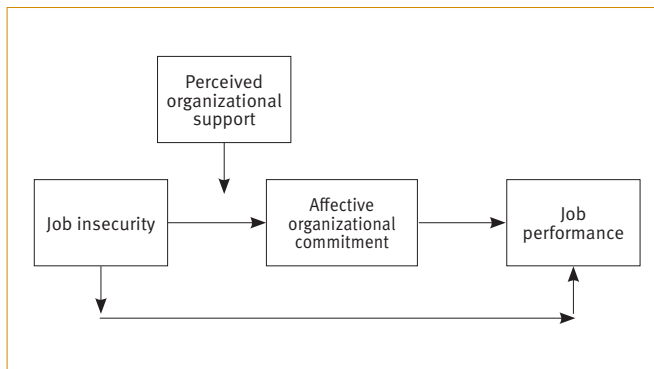 Perceived
organizational
support
Job insecurity
Affective
organizational
commitment
Job
performance